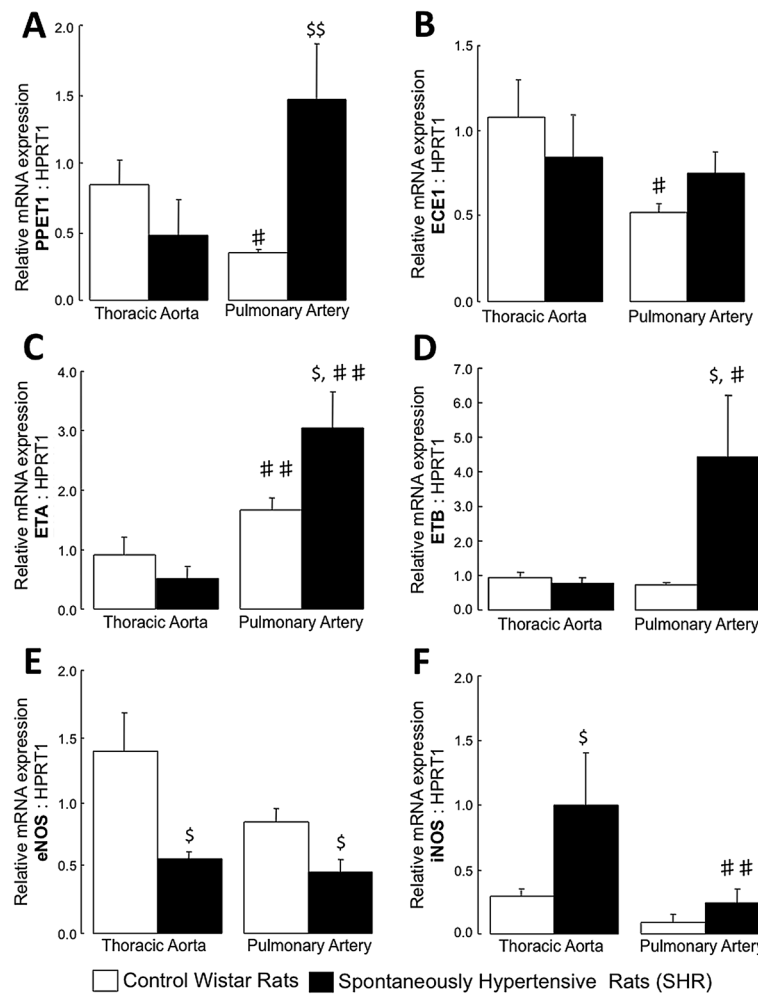 A
Relative mRNA expression
PPET1 : HPRT1
2.0
1.5
1.0
0.5
0.0
#
$$
Thoracic Aorta
Pulmonary Artery
B
Relative mRNA expression
ECE1 : HPRT1
1.5
1.0
0.5
0.0
#
Thoracic Aorta
Pulmonary Artery
C
Relative mRNA expression
ETA : HPRT1
4.0
3.0
2.0
1.0
0.0
##
$, ##
Thoracic Aorta
Pulmonary Artery
D
Relative mRNA expression
ETB : HPRT1
7.0
6.0
5.0
4.0
3.0
2.0
1.0
0.0
$, #
Thoracic Aorta
Pulmonary Artery
E
Relative mRNA expression
eNOS : HPRT1
2.0
1.5
1.0
0.5
0.0
$
$
Thoracic Aorta
Pulmonary Artery
F
Relative mRNA expression
iNOS : HPRT1
2.0
1.5
1.0
0.5
0.0
$
##
Thoracic Aorta
Pulmonary Artery
Control Wistar Rats
Spontaneously Hypertensive Rats (SHR)